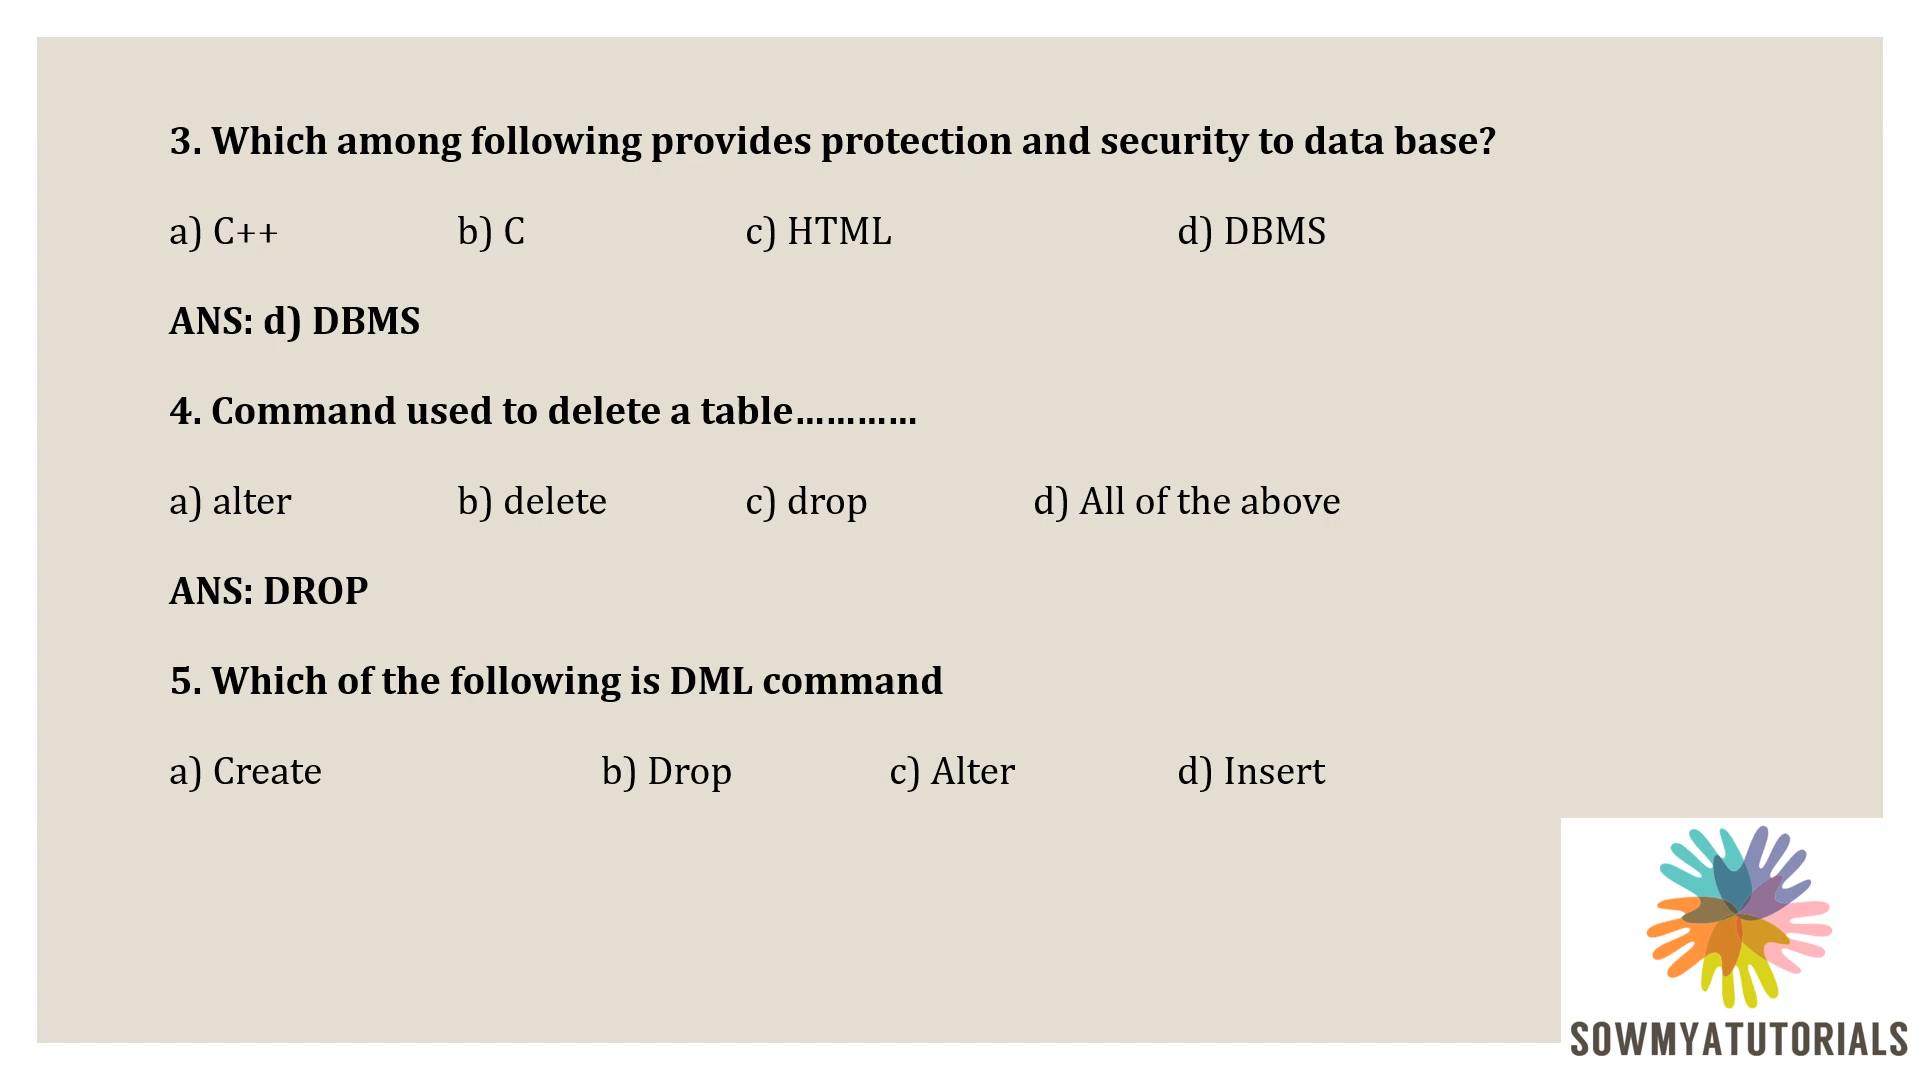 3. Which among following provides protection and security to data base?
a) C++ b) C c) HTML d) DBMS
ANS: d) DBMS
4. Command used to delete a table…………
a) alter b) delete c) drop d) All of the above
ANS: DROP
5. Which of the following is DML command
a) Create b) Drop c) Alter d) Insert
SOWMYATUTORIALS